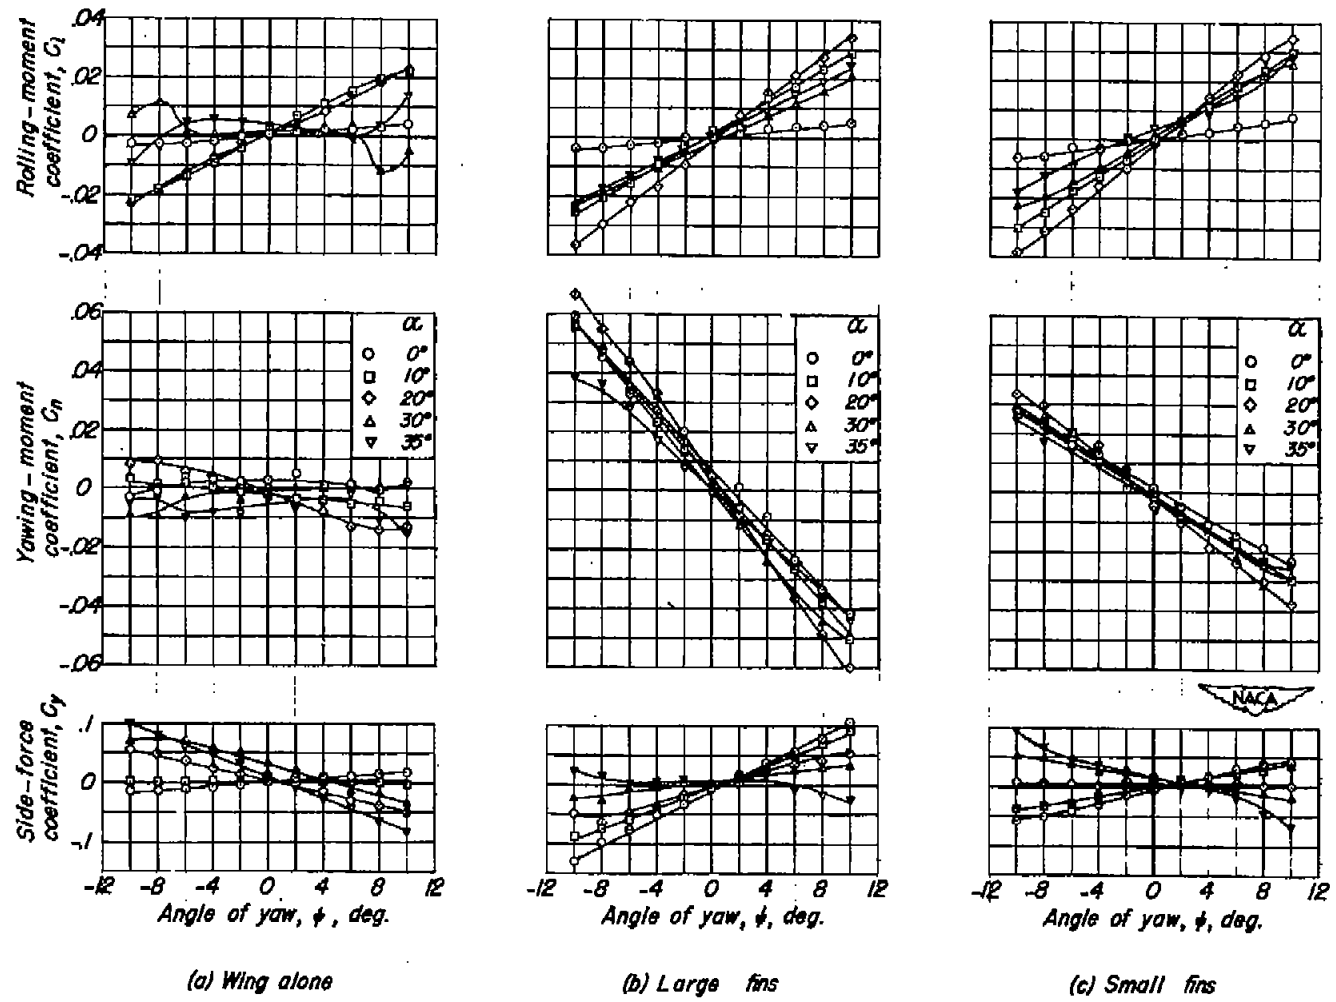 Rolling-moment
coefficient, Cl
.04
.02
0
-.02
-.04
Yawing-moment
coefficient, Cn
.06
.04
.02
0
-.02
-.04
-.06
α
0°
10°
20°
30°
35°
α
0°
10°
20°
30°
35°
α
0°
10°
20°
30°
35°
NACA
Side-force
coefficient, Cy
.1
0
-.1
-12 -8 -4 0 4 8 12
-12 -8 -4 0 4 8 12
-12 -8 -4 0 4 8 12
Angle of yaw, ψ, deg.
Angle of yaw, ψ, deg.
Angle of yaw, ψ, deg.
(a) Wing alone
(b) Large fins
(c) Small fins